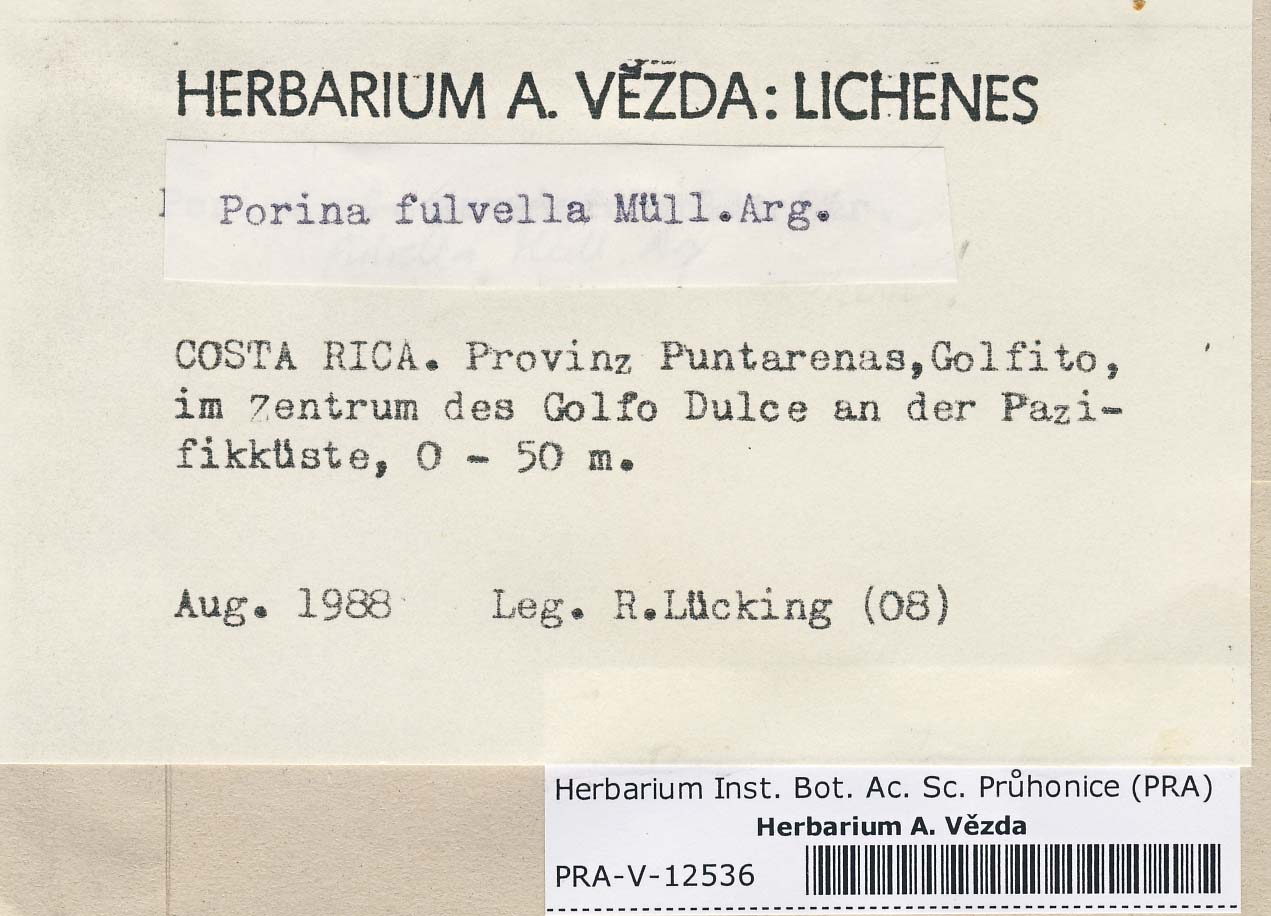 HERBARIUM A. VĚZDA: LICHENES
Porina fulvella Müll.Arg.
COSTA RICA. Provinz Puntarenas,Golfito,
im Zentrum des Golfo Dulce an der Pazi-
fikküste, 0 - 50 m.
Aug. 1988 Leg. R.Lücking (08)
Herbarium Inst. Bot. Ac. Sc. Průhonice (PRA)
Herbarium A. Vězda
PRA-V-12536